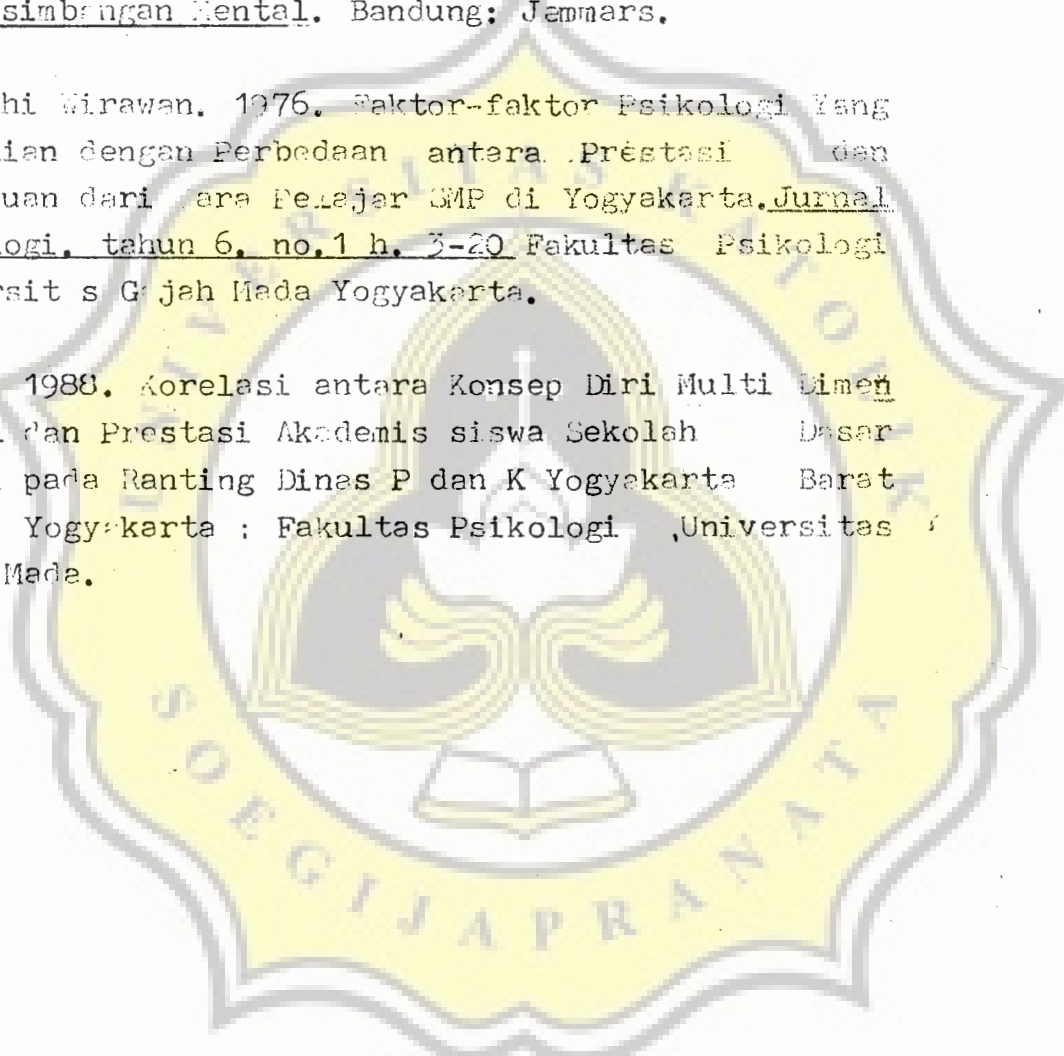 simbangan Mental. Bandung: Jemmars.
hi Wirawan. 1976. Faktor-faktor Psikologi Yang
ian dengan Perbedaan antara Prestasi dan
uan dari Para Pelajar SMP di Yogyakarta. Jurnal
logi, tahun 6, no.1 h. 3-20 Fakultas Psikologi
rsitas Gajah Mada Yogyakarta.
1988. Korelasi antara Konsep Diri Multi Dimen
dan Prestasi Akademis siswa Sekolah Dasar
pada Ranting Dinas P dan K Yogyakarta Barat
Yogyakarta : Fakultas Psikologi ,Universitas
Mada.
UNIVERSITAS KATOLIK
SOEGIJAPRANATA